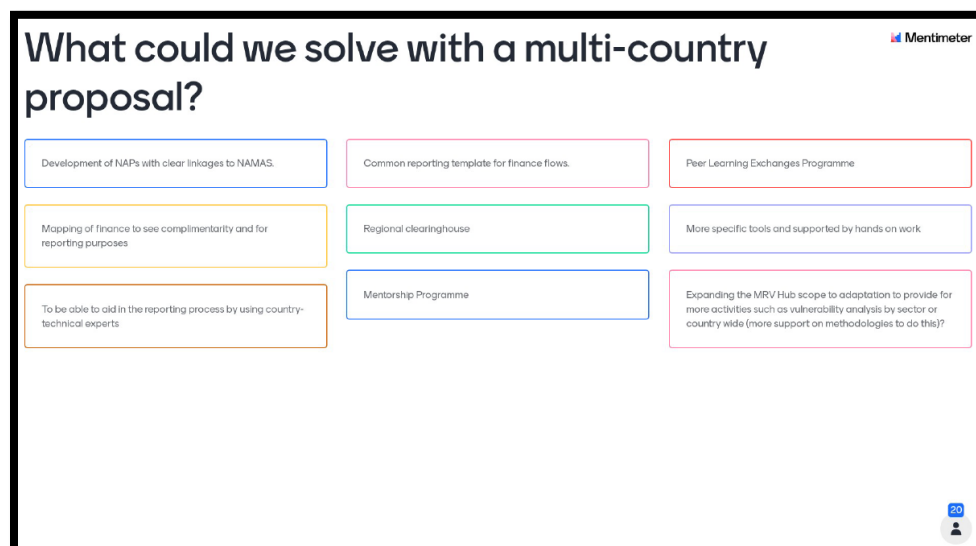 What could we solve with a multi-country
proposal?
Mentimeter
Development of NAPs with clear linkages to NAMAS.
Mapping of finance to see complimentarity and for
reporting purposes
To be able to aid in the reporting process by using country-
technical experts
Common reporting template for finance flows.
Regional clearinghouse
Mentorship Programme
Peer Learning Exchanges Programme
More specific tools and supported by hands on work
Expanding the MRV Hub scope to adaptation to provide for
more activities such as vulnerability analysis by sector or
country wide (more support on methodologies to do this)?
20